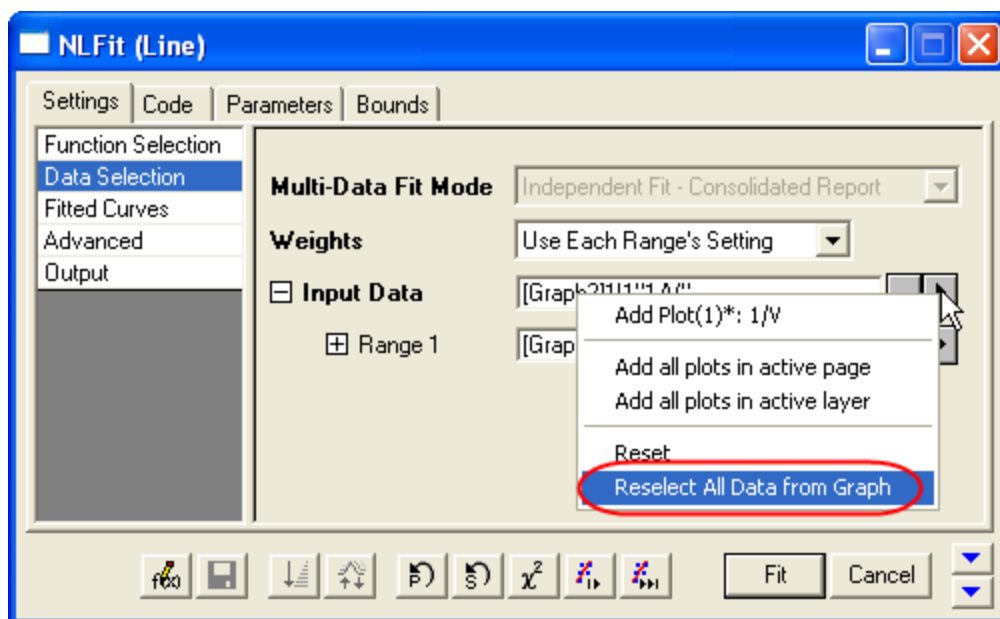 NLFit (Line)
Settings
Code
Parameters
Bounds
Function Selection
Data Selection
Fitted Curves
Advanced
Output
Multi-Data Fit Mode
Independent Fit - Consolidated Report
Weights
Use Each Range's Setting
Input Data
Range 1
[Grap
Add Plot(1)*: 1/V
Add all plots in active page
Add all plots in active layer
Reset
Reselect All Data from Graph
P
S
χ²
Fit
Cancel